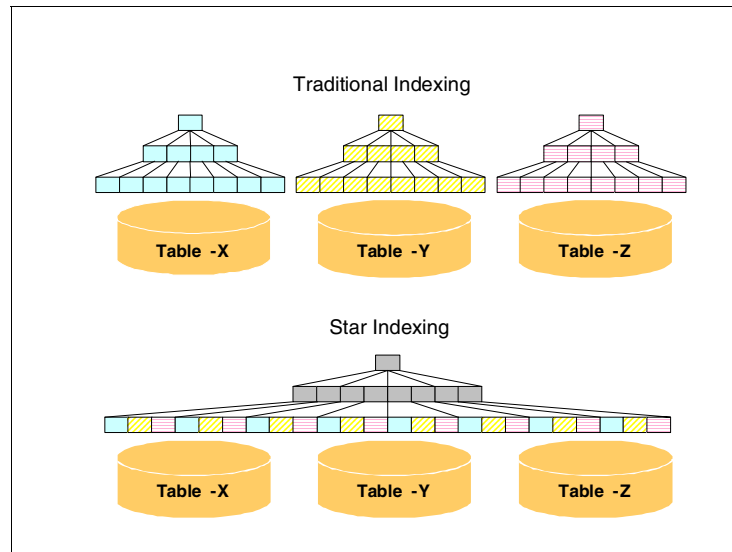 Traditional Indexing
Table -X
Table -Y
Table -Z
Star Indexing
Table -X
Table -Y
Table -Z